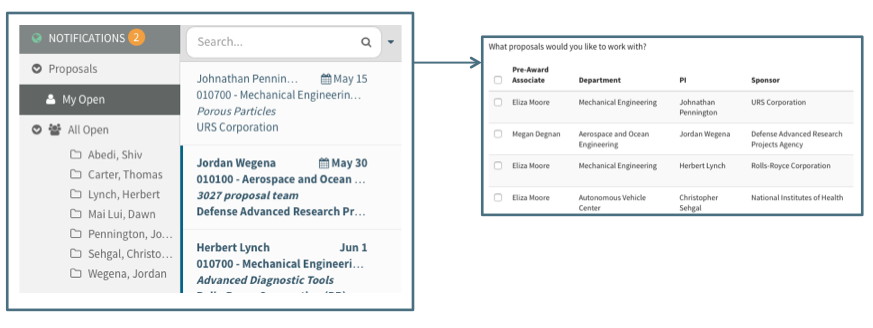 NOTIFICATIONS 2
Proposals
My Open
All Open
Abedi, Shiv
Carter, Thomas
Lynch, Herbert
Mai Lui, Dawn
Pennington, Jo...
Sehgal, Christo...
Wegena, Jordan
Search...
Johnathan Pennin... May 15
010700 - Mechanical Engineerin...
Porous Particles
URS Corporation
Jordan Wegena May 30
010100 - Aerospace and Ocean ...
3027 proposal team
Defense Advanced Research Pr...
Herbert Lynch Jun 1
010700 - Mechanical Engineeri...
Advanced Diagnostic Tools
What proposals would you like to work with?
Pre-Award
Associate Department PI Sponsor
Eliza Moore Mechanical Engineering Johnathan URS Corporation
Pennington
Megan Degnan Aerospace and Ocean Jordan Wegena Defense Advanced Research
Engineering Projects Agency
Eliza Moore Mechanical Engineering Herbert Lynch Rolls-Royce Corporation
Eliza Moore Autonomous Vehicle Christopher National Institutes of Health
Center Sehgal